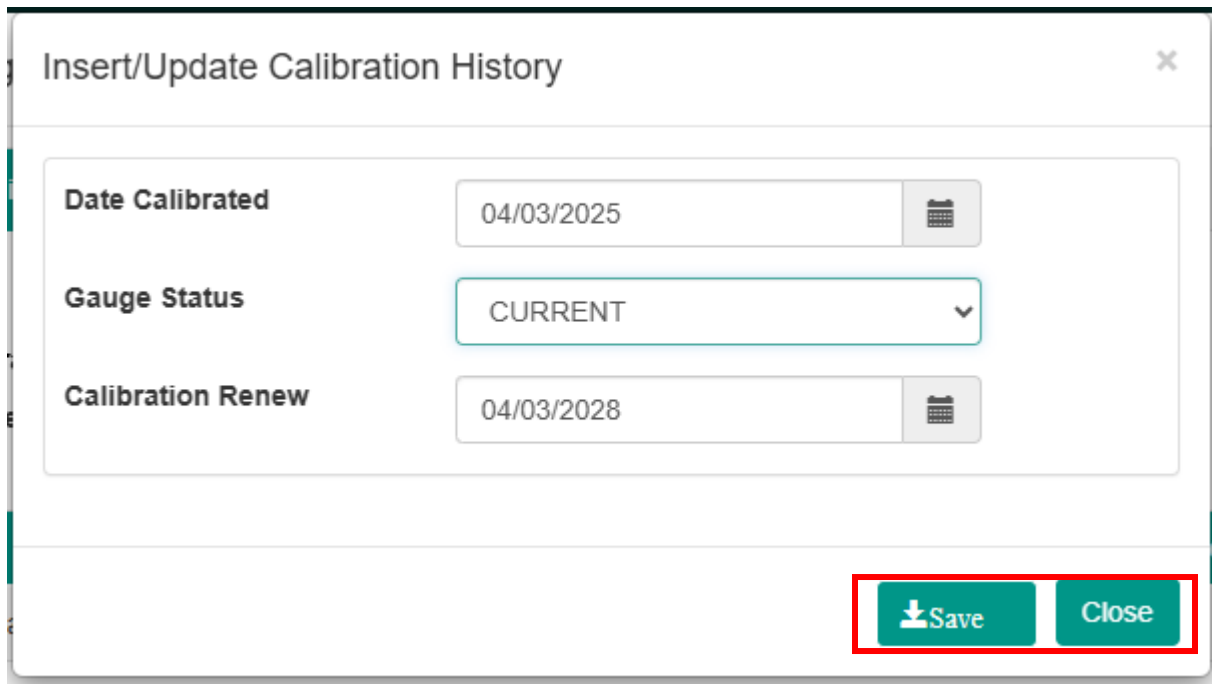 Insert/Update Calibration History
×
Date Calibrated
04/03/2025
Gauge Status
CURRENT
Calibration Renew
04/03/2028
Save
Close